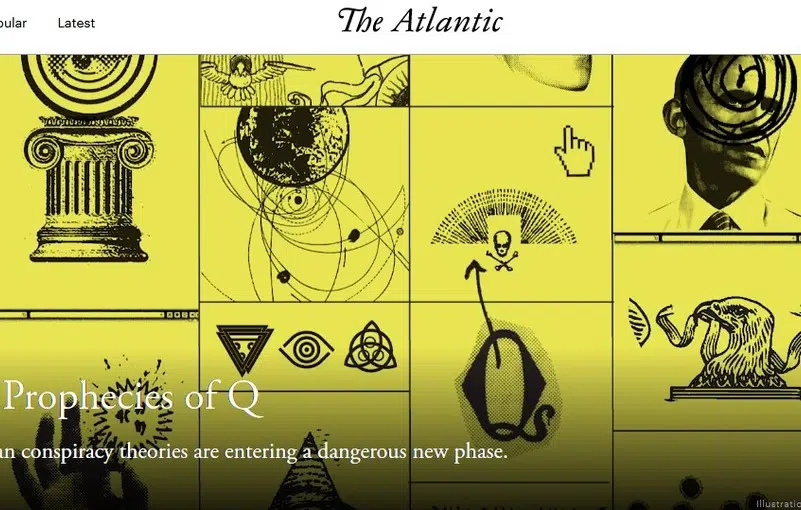 pular
Latest
The Atlantic
Q
Prophecies of Q
an conspiracy theories are entering a dangerous new phase.
Illustratio